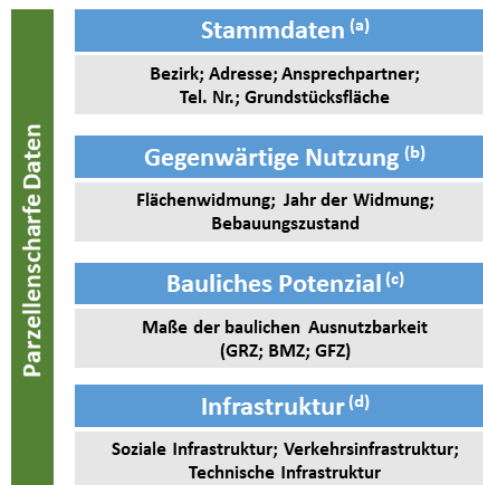 Parzellenscharfe Daten
Stammdaten (a)
Bezirk; Adresse; Ansprechpartner;
Tel. Nr.; Grundstücksfläche
Gegenwärtige Nutzung (b)
Flächenwidmung; Jahr der Widmung;
Bebauungszustand
Bauliches Potenzial (c)
Maße der baulichen Ausnutzbarkeit
(GRZ; BMZ; GFZ)
Infrastruktur (d)
Soziale Infrastruktur; Verkehrsinfrastruktur;
Technische Infrastruktur